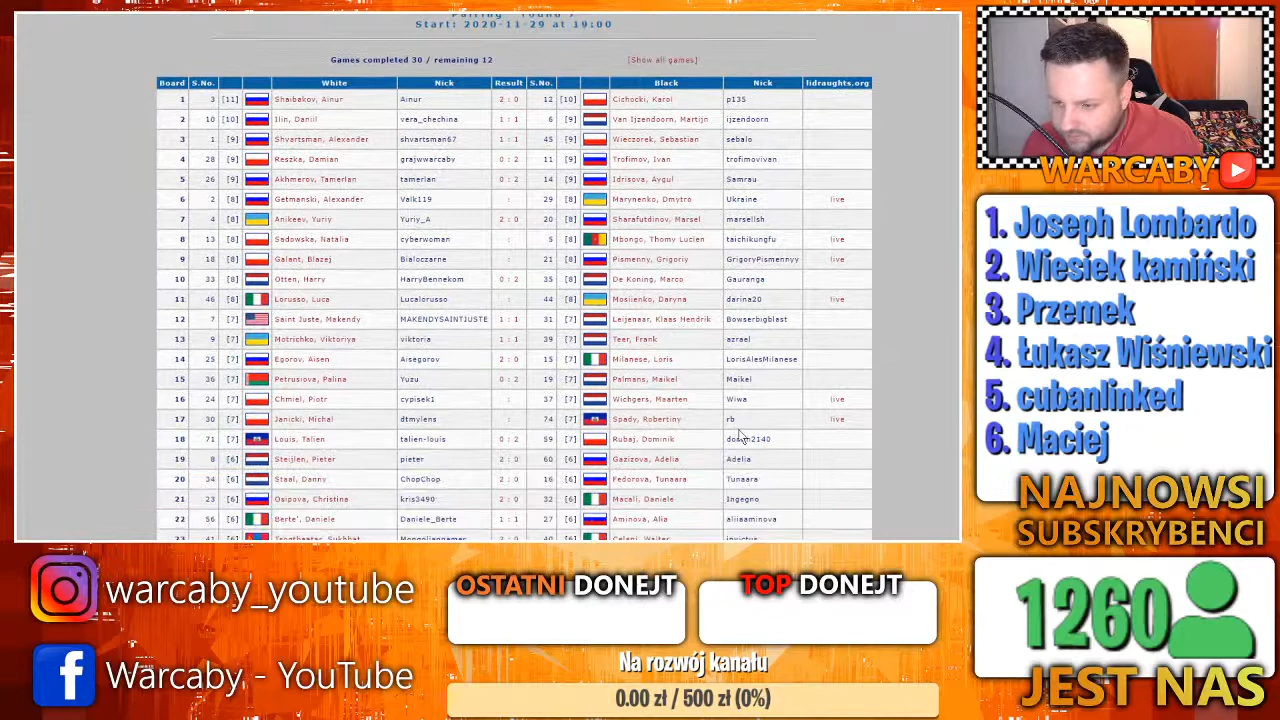 Pairing - round 7
Start: 2020-11-29 at 19:00
Games completed 30 / remaining 12 [Show all games]
Board S.No. White Nick Result S.No. Black Nick lidraughts.org
1 3 [11] Shaibakov, Ainur Ainur 2 : 0 12 [10] Cichocki, Karol p135
2 10 [10] Ilin, Daniil vera_chechina 1 : 1 6 [9] Van Ijzendoorn, Martijn ijzendoorn
3 1 [9] Shvartsman, Alexander shvartsman67 1 : 1 45 [9] Wieczorek, Sebastian sebalo
4 28 [9] Reszka, Damian grajwwarcaby 0 : 2 11 [9] Trofimov, Ivan trofimovivan
5 26 [9] Akhmerov, Tamerlan tamerlan 0 : 2 14 [9] Idrisova, Aygul Samrau
6 2 [8] Getmanski, Alexander Valk119 : 29 [8] Marynenko, Dmytro Ukraine live
7 4 [8] Anikeev, Yuriy Yuriy_A 2 : 0 20 [8] Sharafutdinov, Marsel marsellsh
8 13 [8] Sadowska, Natalia cyberwoman : 5 [8] Mbongo, Thomy Lucien taichikungfu live
9 18 [8] Galant, Blazej Bialoczarne : 21 [8] Pismenny, Grigoriy GrigoryPismennyy live
10 33 [8] Otten, Harry HarryBennekom 0 : 2 35 [8] De Koning, Marco Gauranga
11 46 [8] Lorusso, Luca Lucalorusso : 44 [8] Mosiienko, Daryna darina20 live
12 7 [7] Saint Juste, Makendy MAKENDYSAINTJUSTE 1 : 1 31 [7] Leijenaar, Klaas Hendrik Bowserbigblast
13 9 [7] Motrichko, Viktoriya viktoria 1 : 1 39 [7] Teer, Frank azrael
14 25 [7] Egorov, Aisen Aisegorov 2 : 0 15 [7] Milanese, Loris LorisAlesMilanese
15 36 [7] Petrusiova, Palina Yuzu 0 : 2 19 [7] Palmans, Maikel Maikel
16 24 [7] Chmiel, Piotr cypisek1 : 37 [7] Wichgers, Maarten Wiwa live
17 30 [7] Janicki, Michal dtmylens : 74 [7] Spady, Robertiny rb live
18 71 [7] Louis, Talien talien-louis 0 : 2 59 [7] Rubaj, Dominik
19 8 [6] Steijlen, Pieter pieter 2 : 0 60 [6] Gazizova, Adelia Adelia
20 34 [6] Staal, Danny ChopChop 2 : 0 16 [6] Fedorova, Tunaara Tunaara
21 23 [6] Osipova, Christina kris3490 2 : 0 32 [6] Macali, Daniele Ingegno
22 56 [6] Berte', Daniele Daniele_Berte 1 : 1 27 [6] Aminova, Alia aliiaaminova
WARCABY
1. Joseph Lombardo
2. Wiesiek kamiński
3. Przemek
4. Łukasz Wiśniewski
5. cubanlinked
6. Maciej
NAJNOWSI
SUBSKRYBENCI
1260
JEST NAS
warcaby_youtube
Warcaby - YouTube
OSTATNI DONEJT
TOP DONEJT
Na rozwój kanału
0.00 zł / 500 zł (0%)